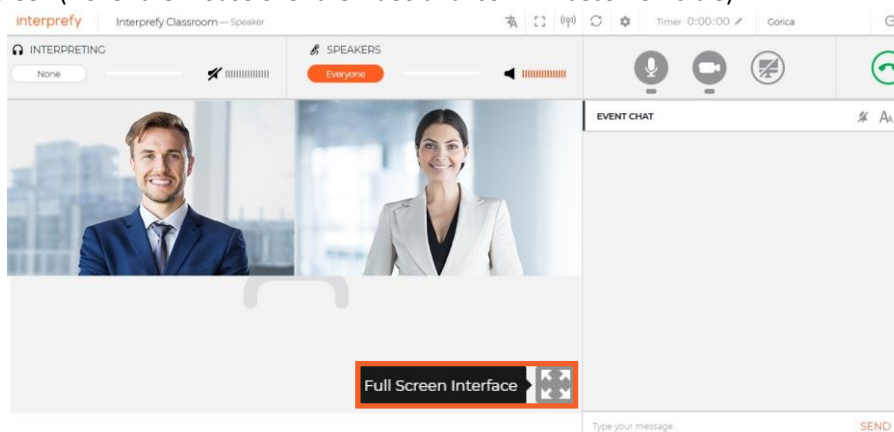 interprefy
Interprefy Classroom — Speaker
Timer 0:00:00
Gorica
INTERPRETING
SPEAKERS
None
Everyone
EVENT CHAT
Full Screen Interface
Type your message
SEND